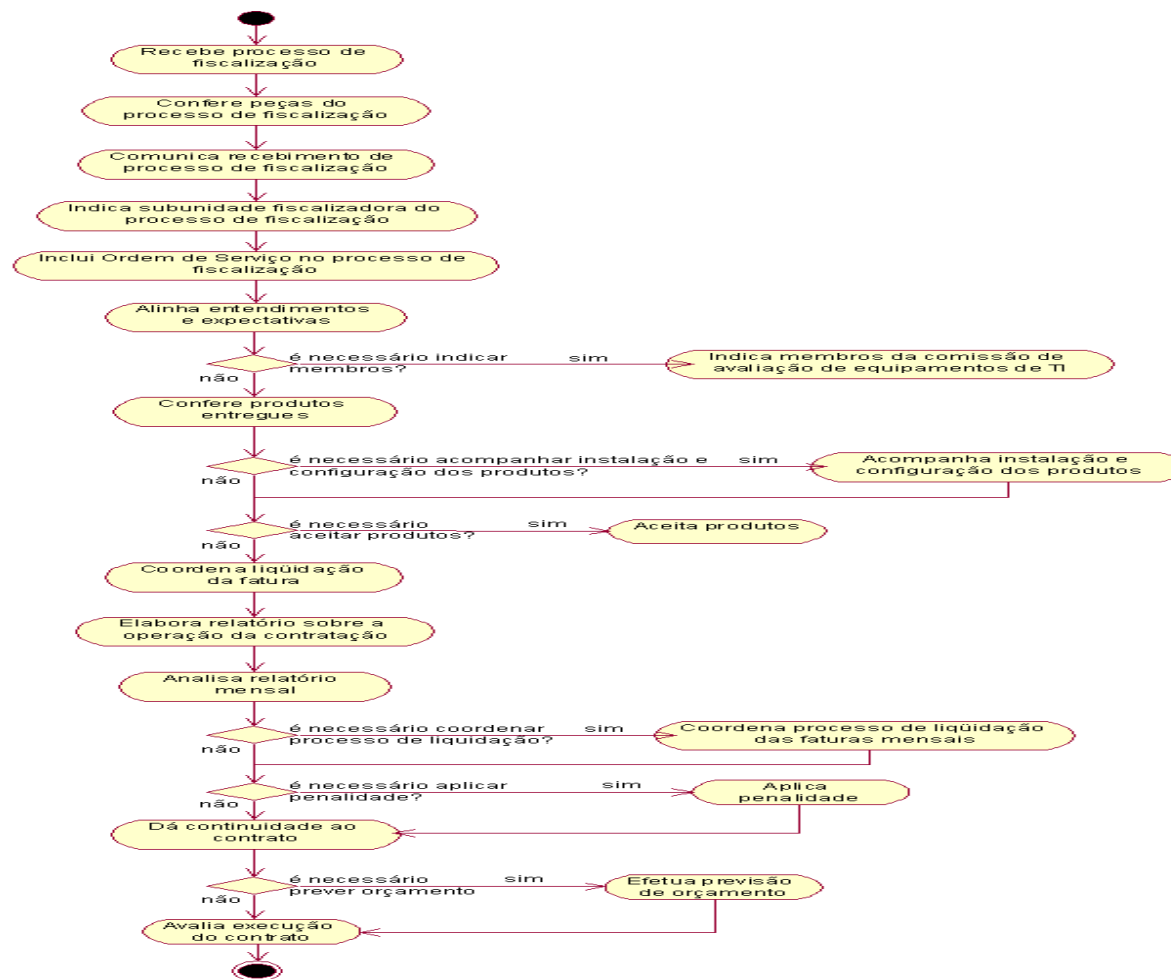 Recebe processo de
fiscalização
Confere peças do
processo de fiscalização
Comunica recebimento de
processo de fiscalização
Indica subunidade fiscalizadora do
processo de fiscalização
Inclui Ordem de Serviço no processo de
fiscalização
Alinha entendimentos
e expectativas
é necessário indicar
membros?
sim
Indica membros da comissão de
avaliação de equipamentos de TI
não
Confere produtos
entregues
é necessário acompanhar instalação e
configuração dos produtos?
sim
Acompanha instalação e
configuração dos produtos
não
é necessário
aceitar produtos?
sim
Aceita produtos
não
Coordena liqüidação
da fatura
Elabora relatório sobre a
operação da contratação
Analisa relatório
mensal
é necessário coordenar
processo de liquidação?
sim
Coordena processo de liqüidação
das faturas mensais
não
é necessário aplicar
penalidade?
sim
Aplica
penalidade
não
Dá continuidade ao
contrato
é necessário
prever orçamento
sim
Efetua previsão
de orçamento
não
Avalia execução
do contrato